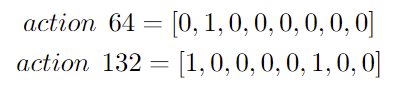 action 64 = [0, 1, 0, 0, 0, 0, 0, 0]
action 132 = [1, 0, 0, 0, 0, 1, 0, 0]